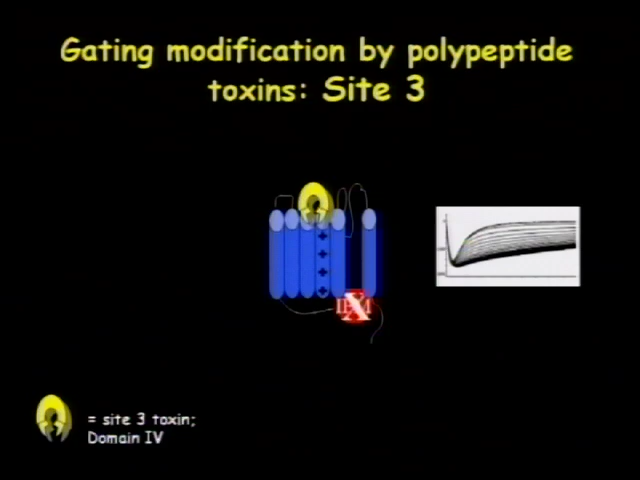 Gating modification by polypeptide
toxins: Site 3
= site 3 toxin;
Domain IV